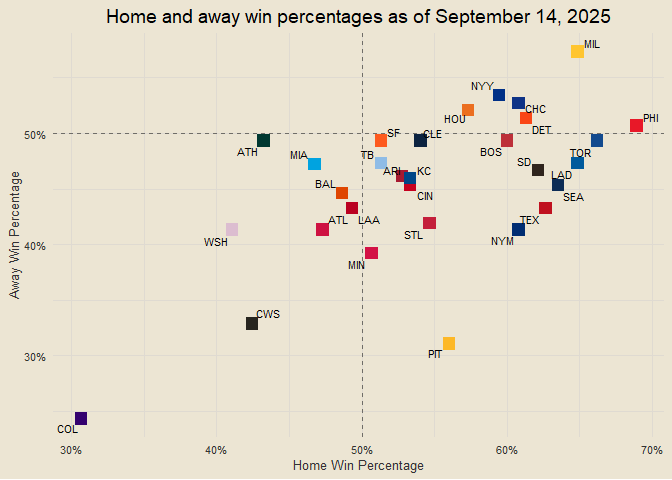 Home and away win percentages as of September 14, 2025
MIL
NYY
CHC
HOU
PHI
DET
50%
SF
CLE
ATH
BOS
TOR
MIA
TB
SD
ARI
KC
LAD
BAL
CIN
SEA
ATL
LAA
TEX
STL
WSH
NYM
40%
MIN
CWS
PIT
30%
COL
30%
40%
50%
60%
70%
Home Win Percentage
Away Win Percentage